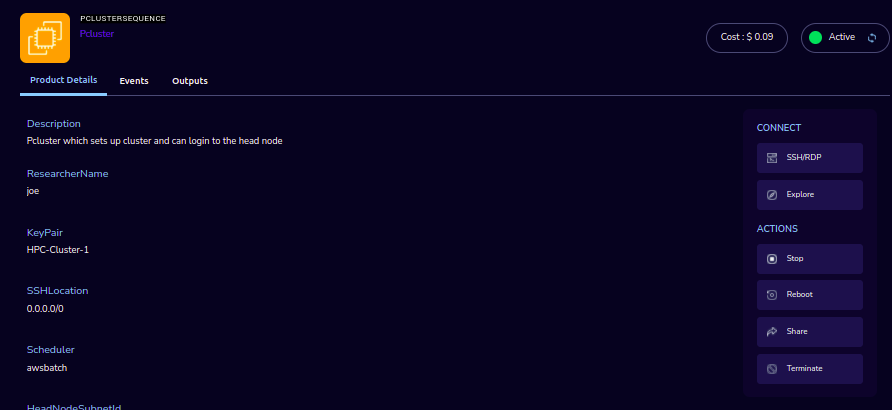 PCLUSTERSEQUENCE
Pcluster
Cost : $ 0.09
Active
Product Details
Events
Outputs
Description
Pcluster which sets up cluster and can login to the head node
ResearcherName
joe
KeyPair
HPC-Cluster-1
SSHLocation
0.0.0.0/0
Scheduler
awsbatch
HeadNodeSubnetId
CONNECT
SSH/RDP
Explore
ACTIONS
Stop
Reboot
Share
Terminate